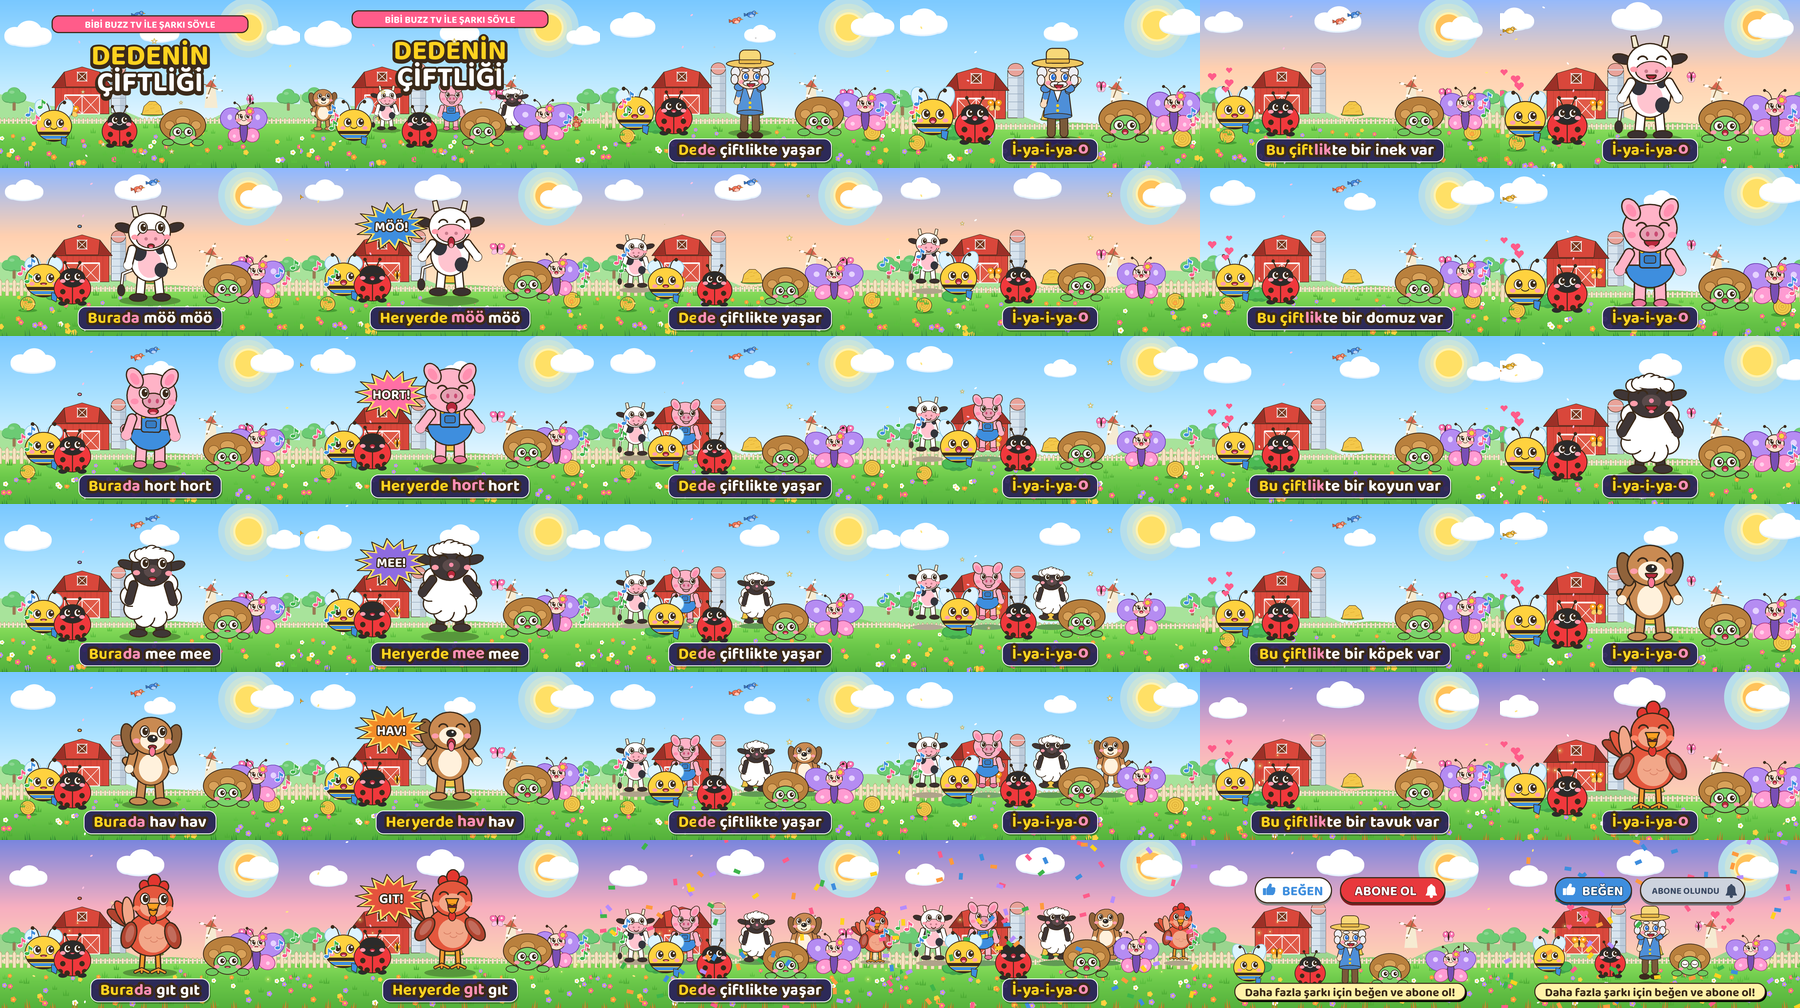 BİBİ BUZZ TV İLE ŞARKI SÖYLE
DEDENİN
ÇİFTLİĞİ
BİBİ BUZZ TV İLE ŞARKI SÖYLE
DEDENİN
ÇİFTLİĞİ
Dede çiftlikte yaşar
İ-ya-i-ya-O
Bu çiftlikte bir inek var
İ-ya-i-ya-O
Burada möö möö
MÖÖ!
Heryerde möö möö
Dede çiftlikte yaşar
İ-ya-i-ya-O
Bu çiftlikte bir domuz var
İ-ya-i-ya-O
Burada hort hort
HORT!
Heryerde hort hort
Dede çiftlikte yaşar
İ-ya-i-ya-O
Bu çiftlikte bir koyun var
İ-ya-i-ya-O
Burada mee mee
MEE!
Heryerde mee mee
Dede çiftlikte yaşar
İ-ya-i-ya-O
Bu çiftlikte bir köpek var
İ-ya-i-ya-O
Burada hav hav
HAV!
Heryerde hav hav
Dede çiftlikte yaşar
İ-ya-i-ya-O
Bu çiftlikte bir tavuk var
İ-ya-i-ya-O
Burada gıt gıt
GIT!
Heryerde gıt gıt
Dede çiftlikte yaşar
İ-ya-i-ya-O
BEĞEN
ABONE OL
Daha fazla şarkı için beğen ve abone ol!
BEĞEN
ABONE OLUNDU
Daha fazla şarkı için beğen ve abone ol!